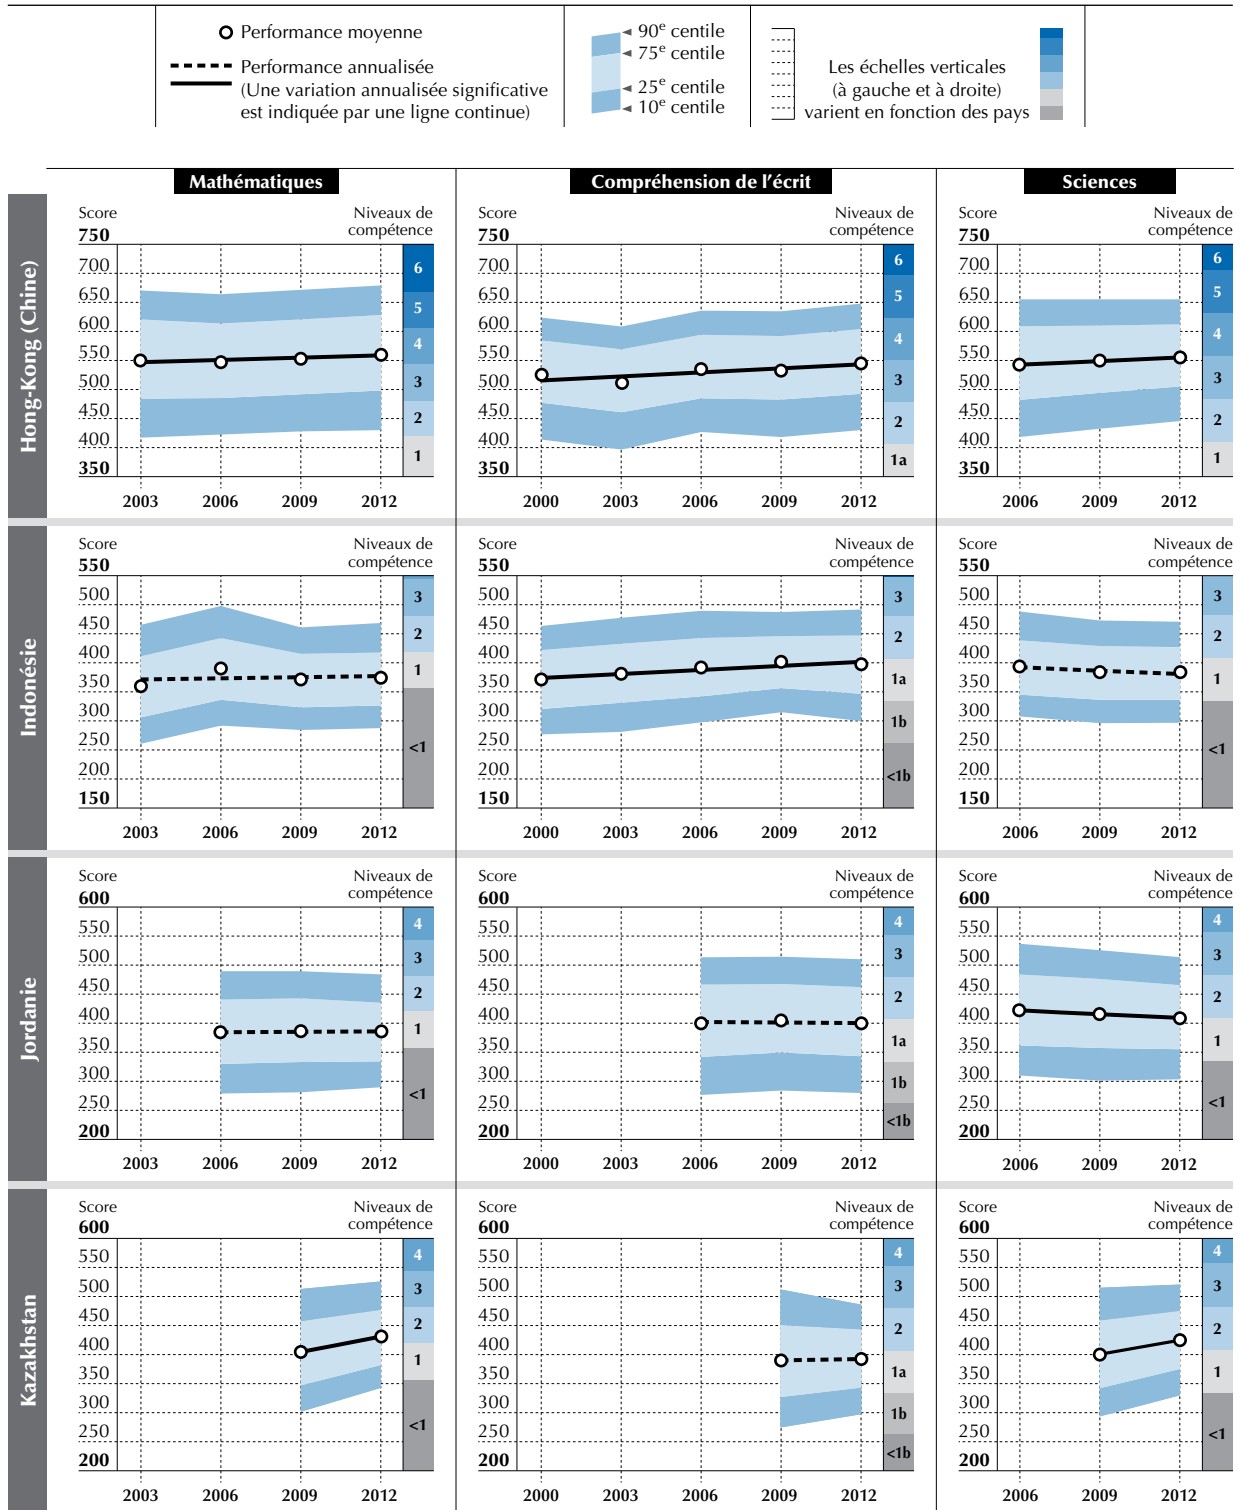 Performance moyenne
Performance annualisée
(Une variation annualisée significative
est indiquée par une ligne continue)
90e centile
75e centile
25e centile
10e centile
Les échelles verticales
(à gauche et à droite)
varient en fonction des pays
Mathématiques
Compréhension de l'écrit
Sciences
Hong-Kong (Chine)
Score
750
700
650
600
550
500
450
400
350
Niveaux de
compétence
6
5
4
3
2
1
2003 2006 2009 2012
Score
750
700
650
600
550
500
450
400
350
Niveaux de
compétence
6
5
4
3
2
1a
2000 2003 2006 2009 2012
Score
750
700
650
600
550
500
450
400
350
Niveaux de
compétence
6
5
4
3
2
1
2006 2009 2012
Indonésie
Score
550
500
450
400
350
300
250
200
150
Niveaux de
compétence
3
2
1
<1
2003 2006 2009 2012
Score
550
500
450
400
350
300
250
200
150
Niveaux de
compétence
3
2
1a
1b
<1b
2000 2003 2006 2009 2012
Score
550
500
450
400
350
300
250
200
150
Niveaux de
compétence
3
2
1
<1
2006 2009 2012
Jordanie
Score
600
550
500
450
400
350
300
250
200
Niveaux de
compétence
4
3
2
1
<1
2003 2006 2009 2012
Score
600
550
500
450
400
350
300
250
200
Niveaux de
compétence
4
3
2
1a
1b
<1b
2000 2003 2006 2009 2012
Score
600
550
500
450
400
350
300
250
200
Niveaux de
compétence
4
3
2
1
<1
2006 2009 2012
Kazakhstan
Score
600
550
500
450
400
350
300
250
200
Niveaux de
compétence
4
3
2
1
<1
2003 2006 2009 2012
Score
600
550
500
450
400
350
300
250
200
Niveaux de
compétence
4
3
2
1a
1b
<1b
2000 2003 2006 2009 2012
Score
600
550
500
450
400
350
300
250
200
Niveaux de
compétence
4
3
2
1
<1
2006 2009 2012